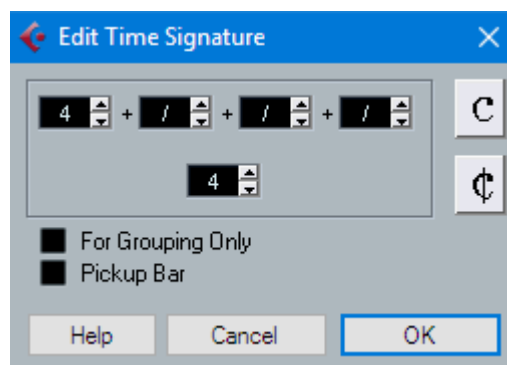 Edit Time Signature
4 + / + / + / C
4 ¢
For Grouping Only
Pickup Bar
Help Cancel OK